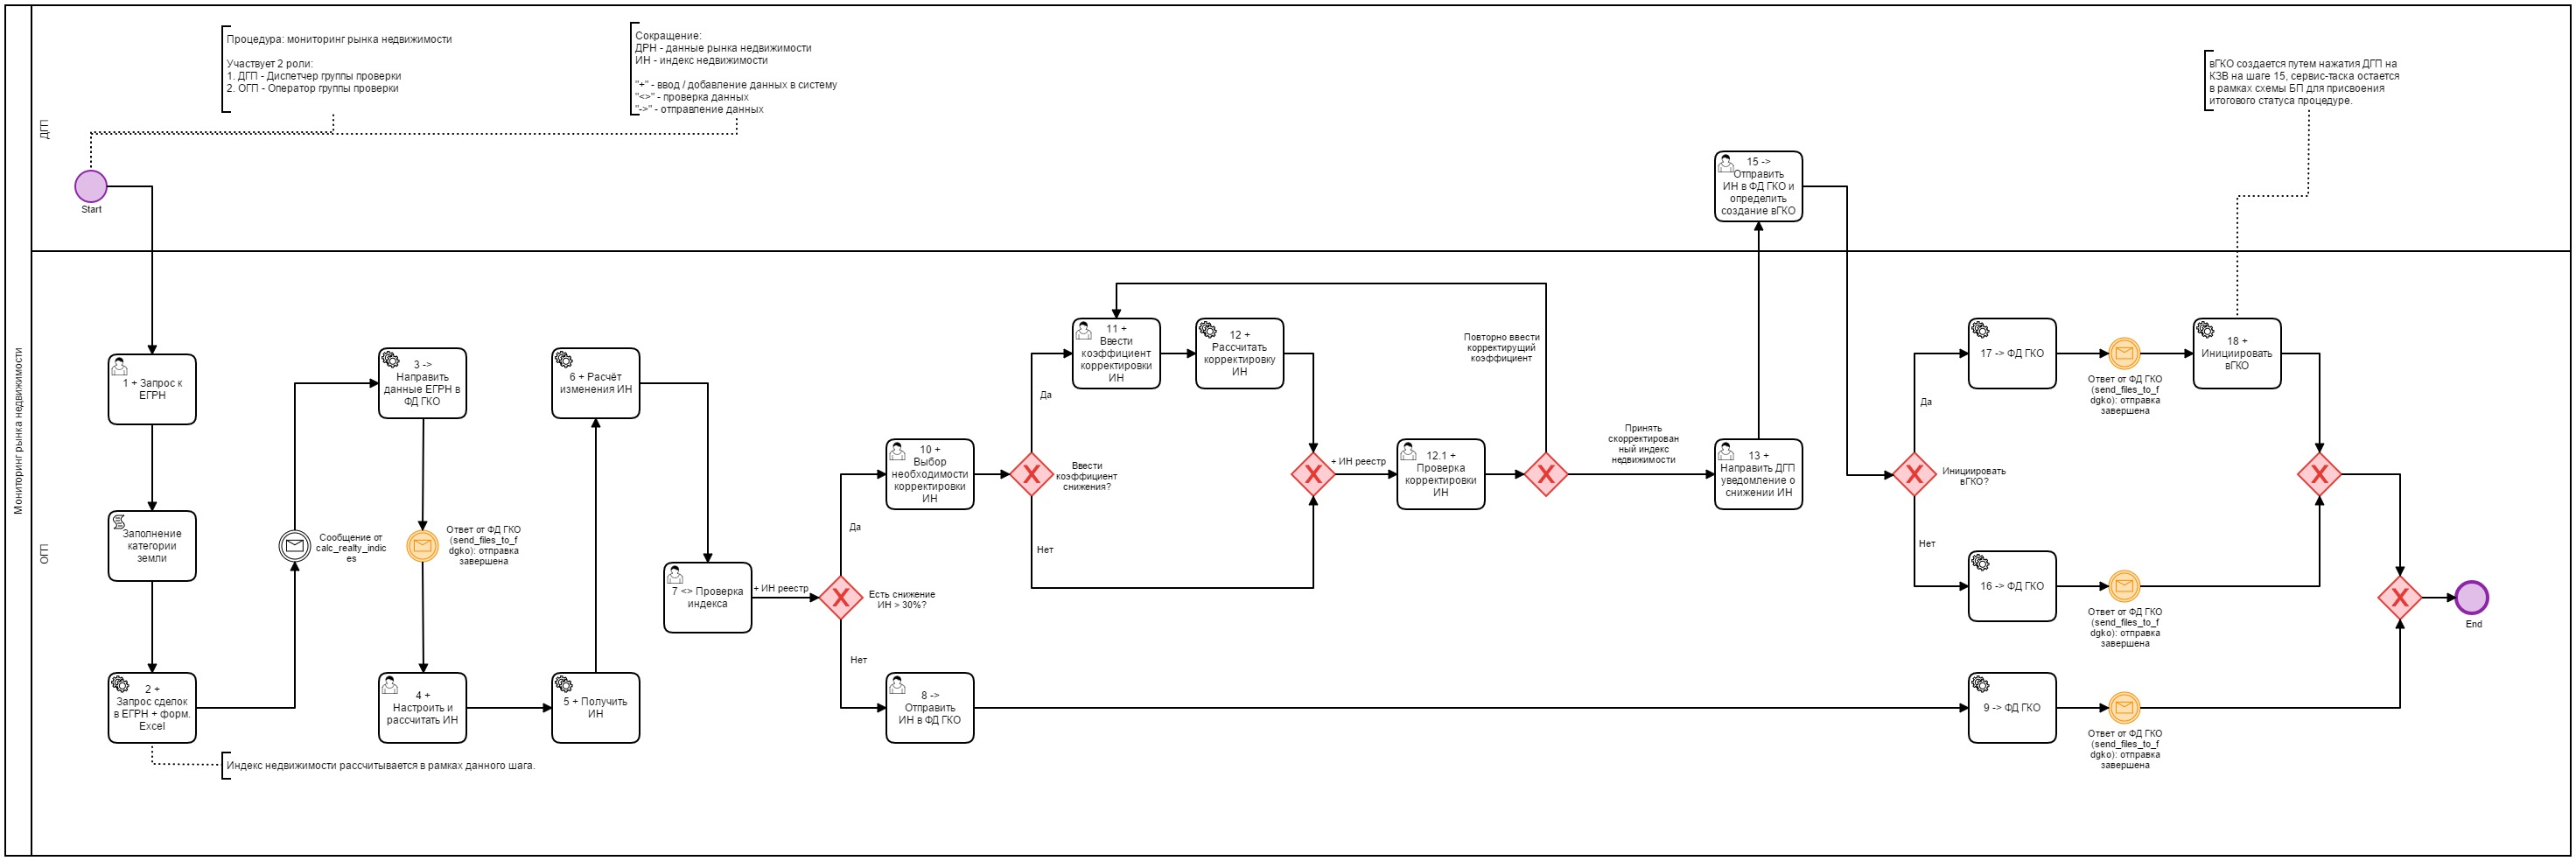 Мониторинг рынка недвижимости
ДГП
Процедура: мониторинг рынка недвижимости
Участвует 2 роли:
1. ДГП - Диспетчер группы проверки
2. ОГП - Оператор группы проверки
Сокращение:
ДРН - данные рынка недвижимости
ИН - индекс недвижимости
"+" - ввод / добавление данных в систему
"<>" - проверка данных
"->" - отправление данных
вГКО создается путем нажатия ДГП на
КЗВ на шаге 15, сервис-таска остается
в рамках схемы БП для присвоения
итогового статуса процедуре.
Start
15 ->
Отправить
ИН в ФД ГКО и
определить
создание вГКО
ОГП
1 + Запрос к
ЕГРН
Заполнение
категории
земли
2 +
Запрос сделок
в ЕГРН + форм.
Excel
Индекс недвижимости рассчитывается в рамках данного шага.
Сообщение от
calc_realty_indic
es
3 ->
Направить
данные ЕГРН в
ФД ГКО
Ответ от ФД ГКО
(send_files_to_f
dgko): отправка
завершена
4 +
Настроить и
рассчитать ИН
5 + Получить
ИН
6 + Расчёт
изменения ИН
7 <> Проверка
индекса
+ ИН реестр
Есть снижение
ИН > 30%?
Да
Нет
8 ->
Отправить
ИН в ФД ГКО
10 +
Выбор
необходимости
корректировки
ИН
Ввести
коэффициент
снижения?
Да
Нет
11 +
Ввести
коэффициент
корректировки
ИН
12 +
Рассчитать
корректировку
ИН
+ ИН реестр
12.1 +
Проверка
корректировки
ИН
Повторно ввести
корректирущий
коэффициент
Принять
скорректирован
ный индекс
недвижимости
13 +
Направить ДГП
уведомление о
снижении ИН
Инициировать
вГКО?
Да
Нет
17 -> ФД ГКО
Ответ от ФД ГКО
(send_files_to_f
dgko): отправка
завершена
18 +
Инициировать
вГКО
16 -> ФД ГКО
Ответ от ФД ГКО
(send_files_to_f
dgko): отправка
завершена
9 -> ФД ГКО
Ответ от ФД ГКО
(send_files_to_f
dgko): отправка
завершена
End